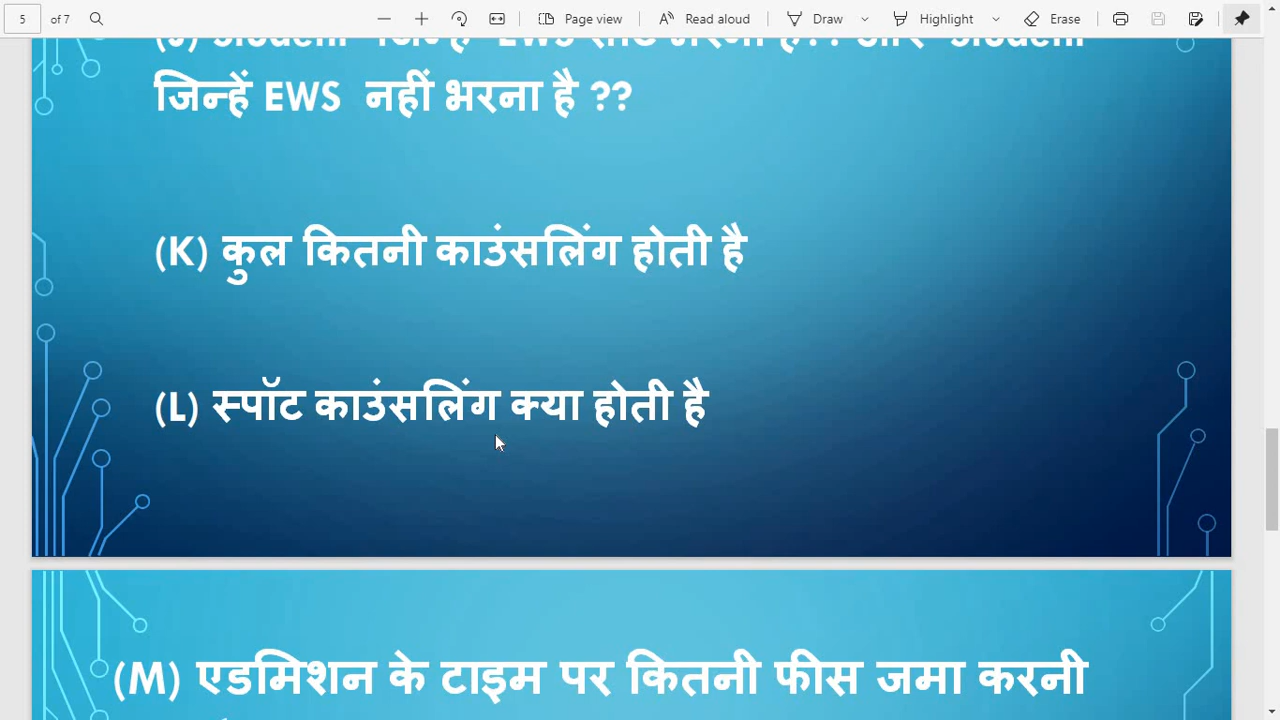 5 of 7 Page view Read aloud Draw Highlight Erase
जिन्हें EWS नहीं भरना है ??
(K) कुल कितनी काउंसलिंग होती है
(L) स्पॉट काउंसलिंग क्या होती है
(M) एडमिशन के टाइम पर कितनी फीस जमा करनी